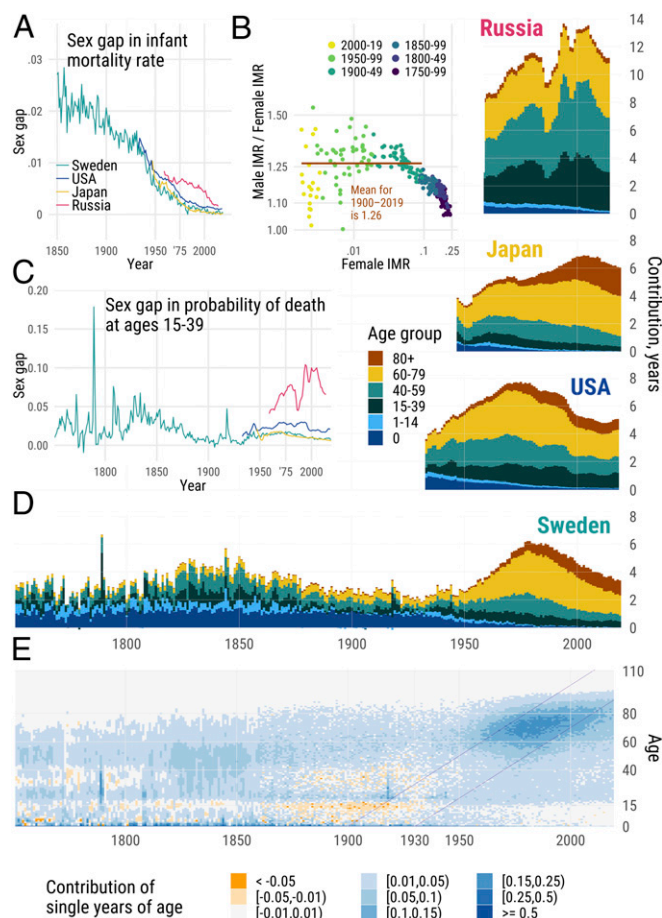 A
Sex gap in infant
mortality rate
Sex gap
.03
.02
.01
0
Sweden
USA
Japan
Russia
1850 1900 1950 '75 2000
Year
B
2000-19 1850-99
1950-99 1800-49
1900-49 1750-99
Male IMR / Female IMR
1.50
1.25
1.10
1.00
Mean for
1900–2019
is 1.26
.01 .1 .25
Female IMR
Russia
14
12
10
8
6
4
2
0
Japan
8
6
4
2
0
Contribution, years
C
Sex gap in probability of death
at ages 15-39
Sex gap
0.20
0.15
0.10
0.05
0.00
1800 1850 1900 1950 '75 2000
Year
Age group
80+
60-79
40-59
15-39
1-14
0
USA
8
6
4
2
0
D
Sweden
8
6
4
2
0
1800 1850 1900 1950 2000
E
110
80
60
40
15
0
Age
1800 1850 1900 1930 1950 2000
Contribution of
single years of age
< -0.05 [0.01,0.05) [0.15,0.25)
[-0.05,-0.01) [0.05,0.1) [0.25,0.5)
[-0.01,0.01) [0.1,0.15) >= 0.5